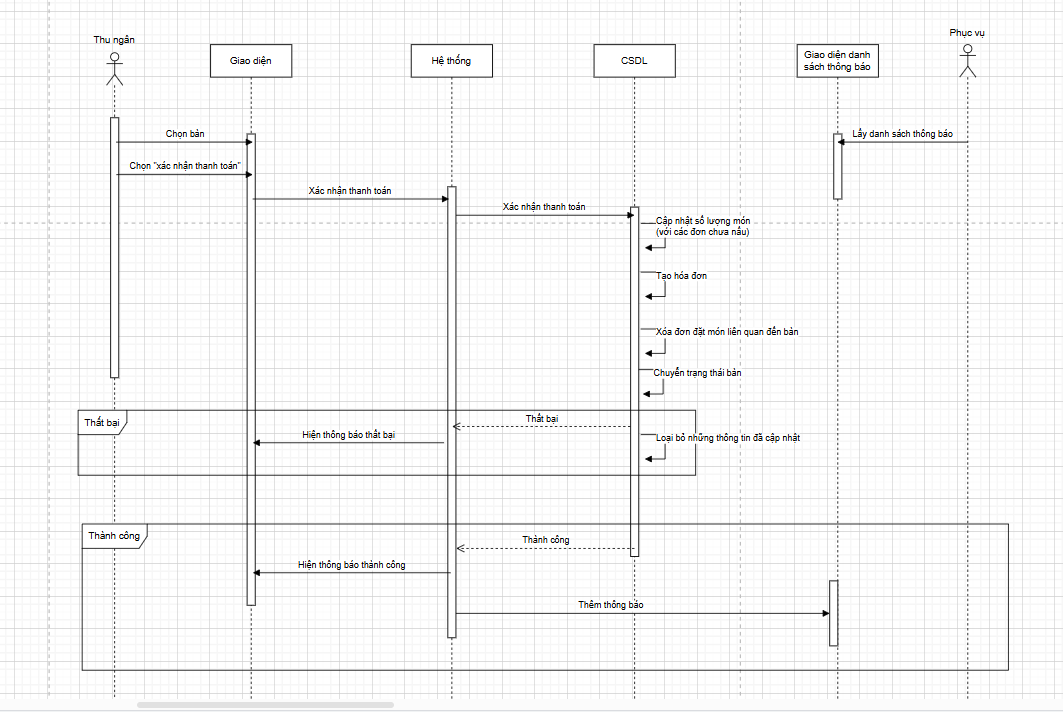 Thu ngân
Phục vụ
Giao diện
Hệ thống
CSDL
Giao diện danh
sách thông báo
Chọn bàn
Lấy danh sách thông báo
Chọn "xác nhận thanh toán"
Xác nhận thanh toán
Xác nhận thanh toán
Cập nhật số lượng món
(với các đơn chưa nấu)
Tạo hóa đơn
Xóa đơn đặt món liên quan đến bàn
Chuyển trạng thái bàn
Thất bại
Thất bại
Hiện thông báo thất bại
Loại bỏ những thông tin đã cập nhật
Thành công
Thành công
Hiện thông báo thành công
Thêm thông báo